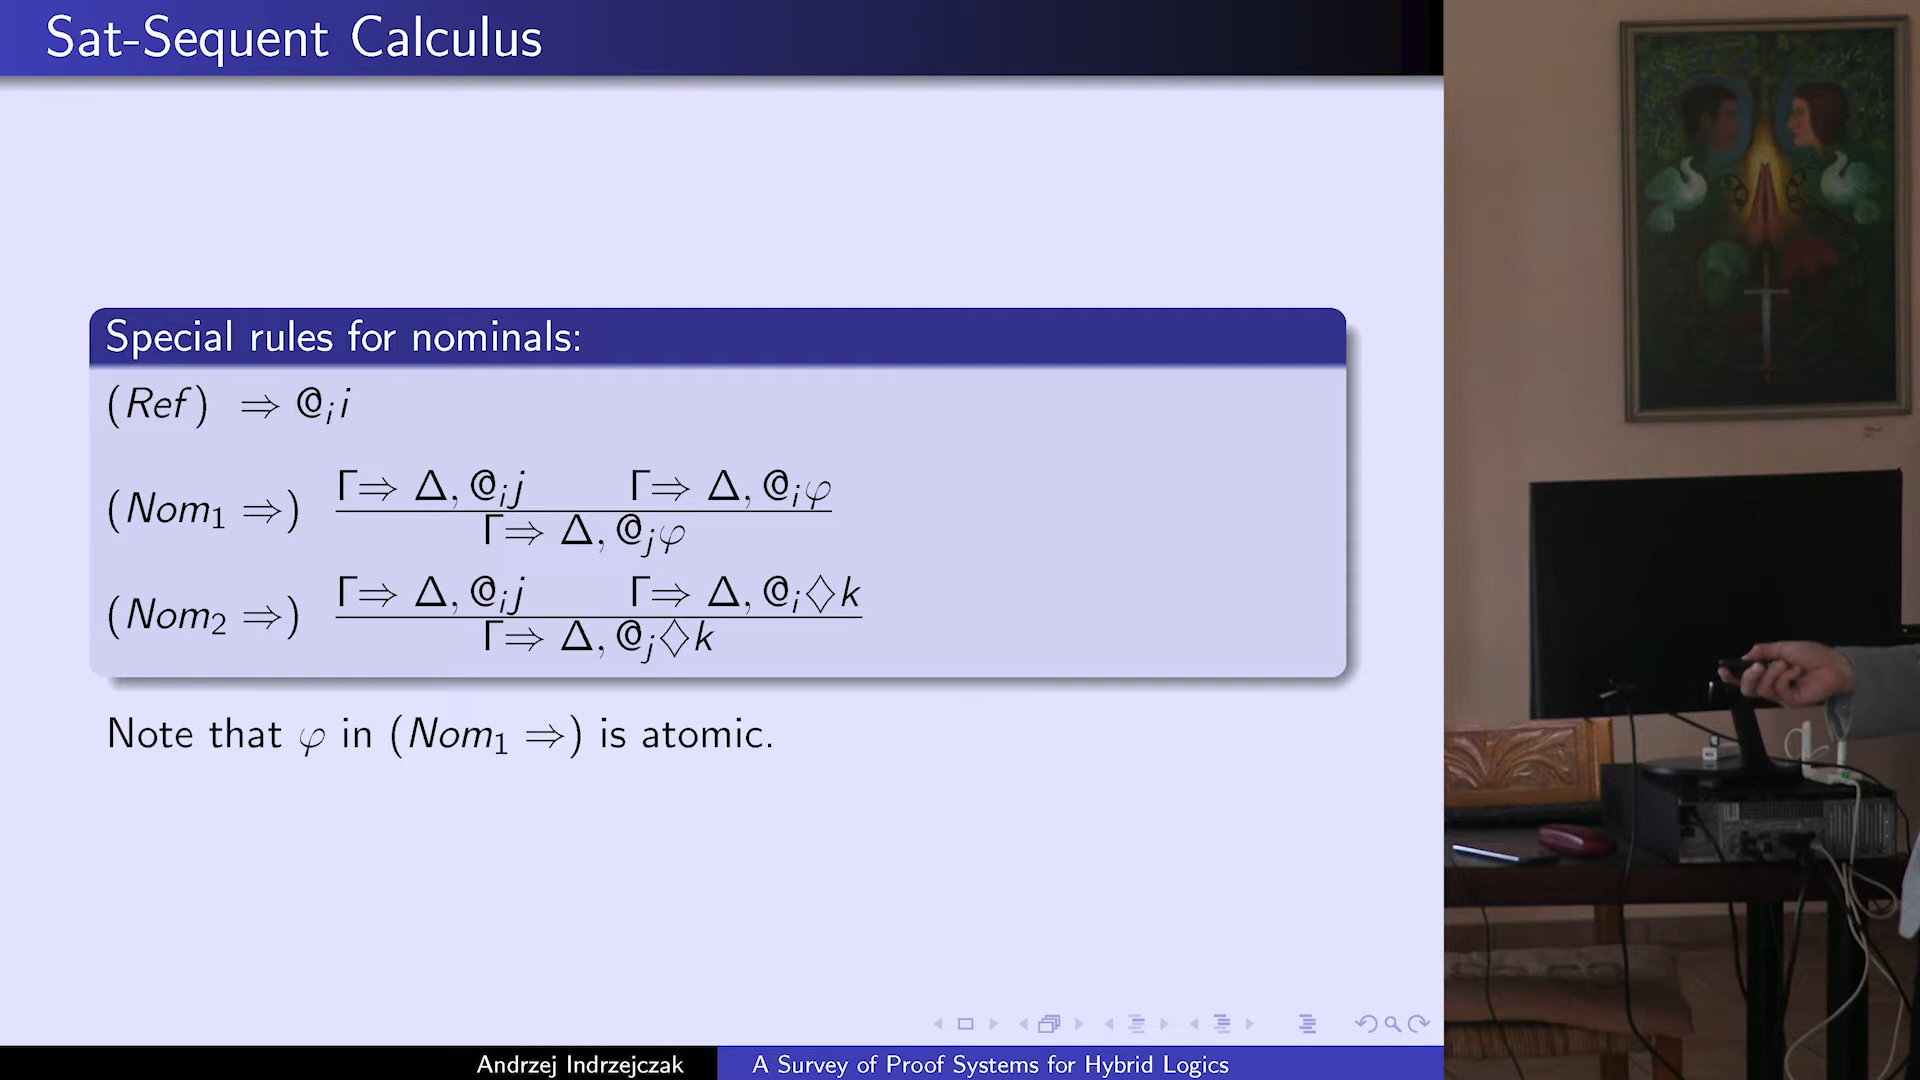 Sat-Sequent Calculus
Special rules for nominals:
(Ref) ⇒ @ᵢi
(Nom₁ ⇒) Γ⇒ Δ, @ᵢj Γ⇒ Δ, @ᵢφ
Γ⇒ Δ, @ⱼφ
(Nom₂ ⇒) Γ⇒ Δ, @ᵢj Γ⇒ Δ, @ᵢ◇k
Γ⇒ Δ, @ⱼ◇k
Note that φ in (Nom₁ ⇒) is atomic.
Andrzej Indrzejczak A Survey of Proof Systems for Hybrid Logics